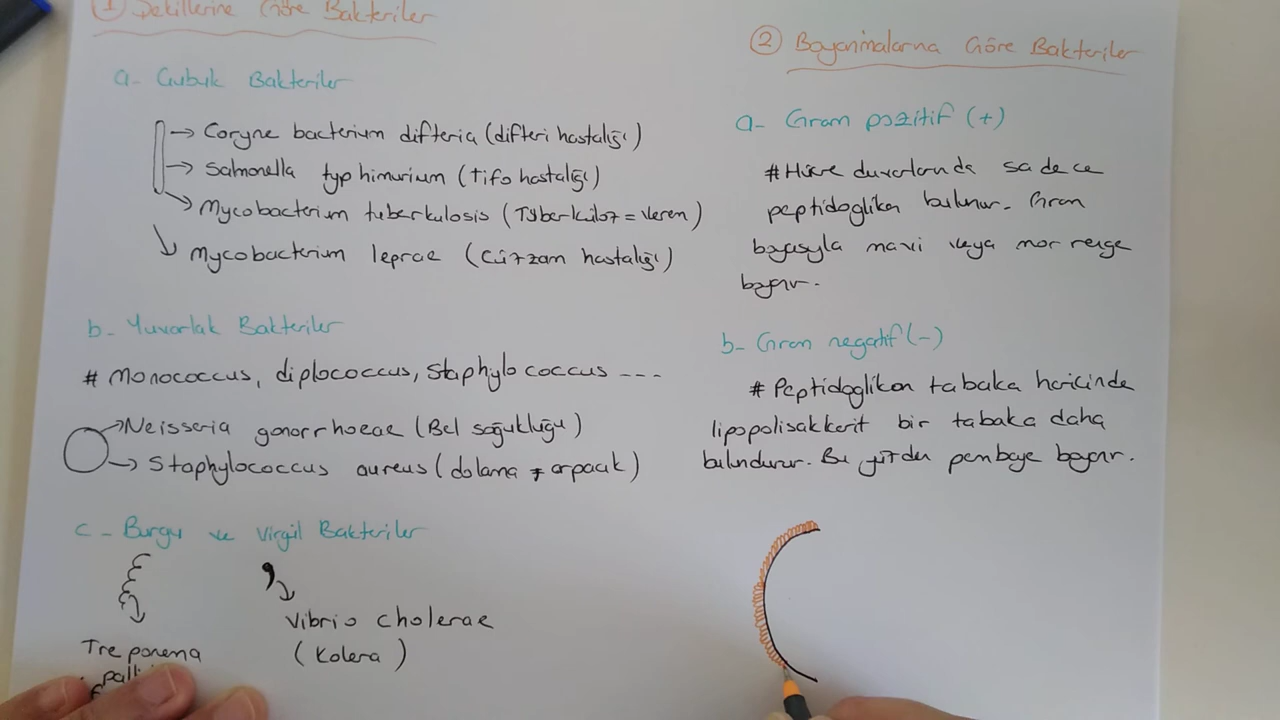 1 Şekillerine Göre Bakteriler
a- Çubuk Bakteriler
→ Coryne bacterium difteria (difteri hastalığı)
→ Salmonella typhimurium (tifo hastalığı)
→ Mycobacterium tuberkulosis (Tüberküloz = Verem)
Mycobacterium leprae (Cüzzam hastalığı)
b- Yuvarlak Bakteriler
# Monococcus, diplococcus, Staphylococcus ---
→ Neisseria gonorrhoeae (Bel soğukluğu)
→ Staphylococcus aureus (dolama, arpacık)
c- Burgu ve Virgül Bakteriler
Treponema
Vibrio cholerae
(Kolera)
2 Boyanmalarına Göre Bakteriler
a- Gram pozitif (+)
# Hücre duvarlarında sadece
peptidoglikan bulunur. Gram
boyasıyla mavi veya mor renge
boyanır.
b- Gram negatif (-)
# Peptidoglikan tabaka haricinde
lipopolisakkarit bir tabaka daha
bulundurur. Bu yüzden pembeye boyanır.